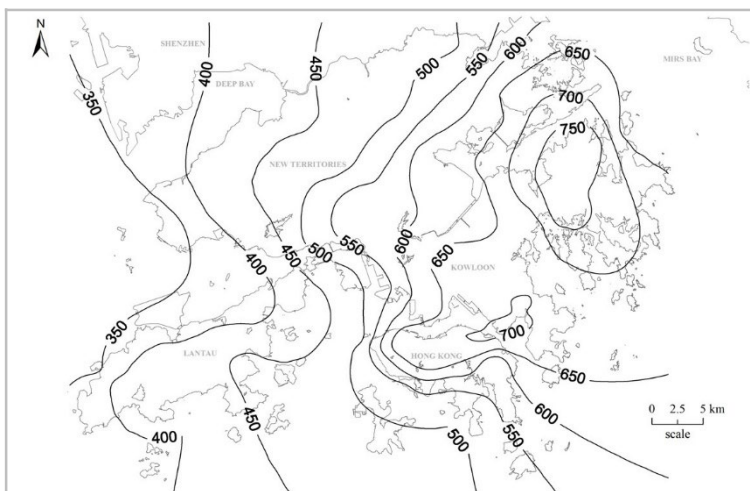 N
SHENZHEN
400
450
500
550
600
650
MIRS BAY
350
DEEP BAY
700
750
NEW TERRITORIES
450
400
500
550
600
650
KOWLOON
350
700
LANTAU
HONG KONG
650
450
600
0 2.5 5 km
scale
400
500
550